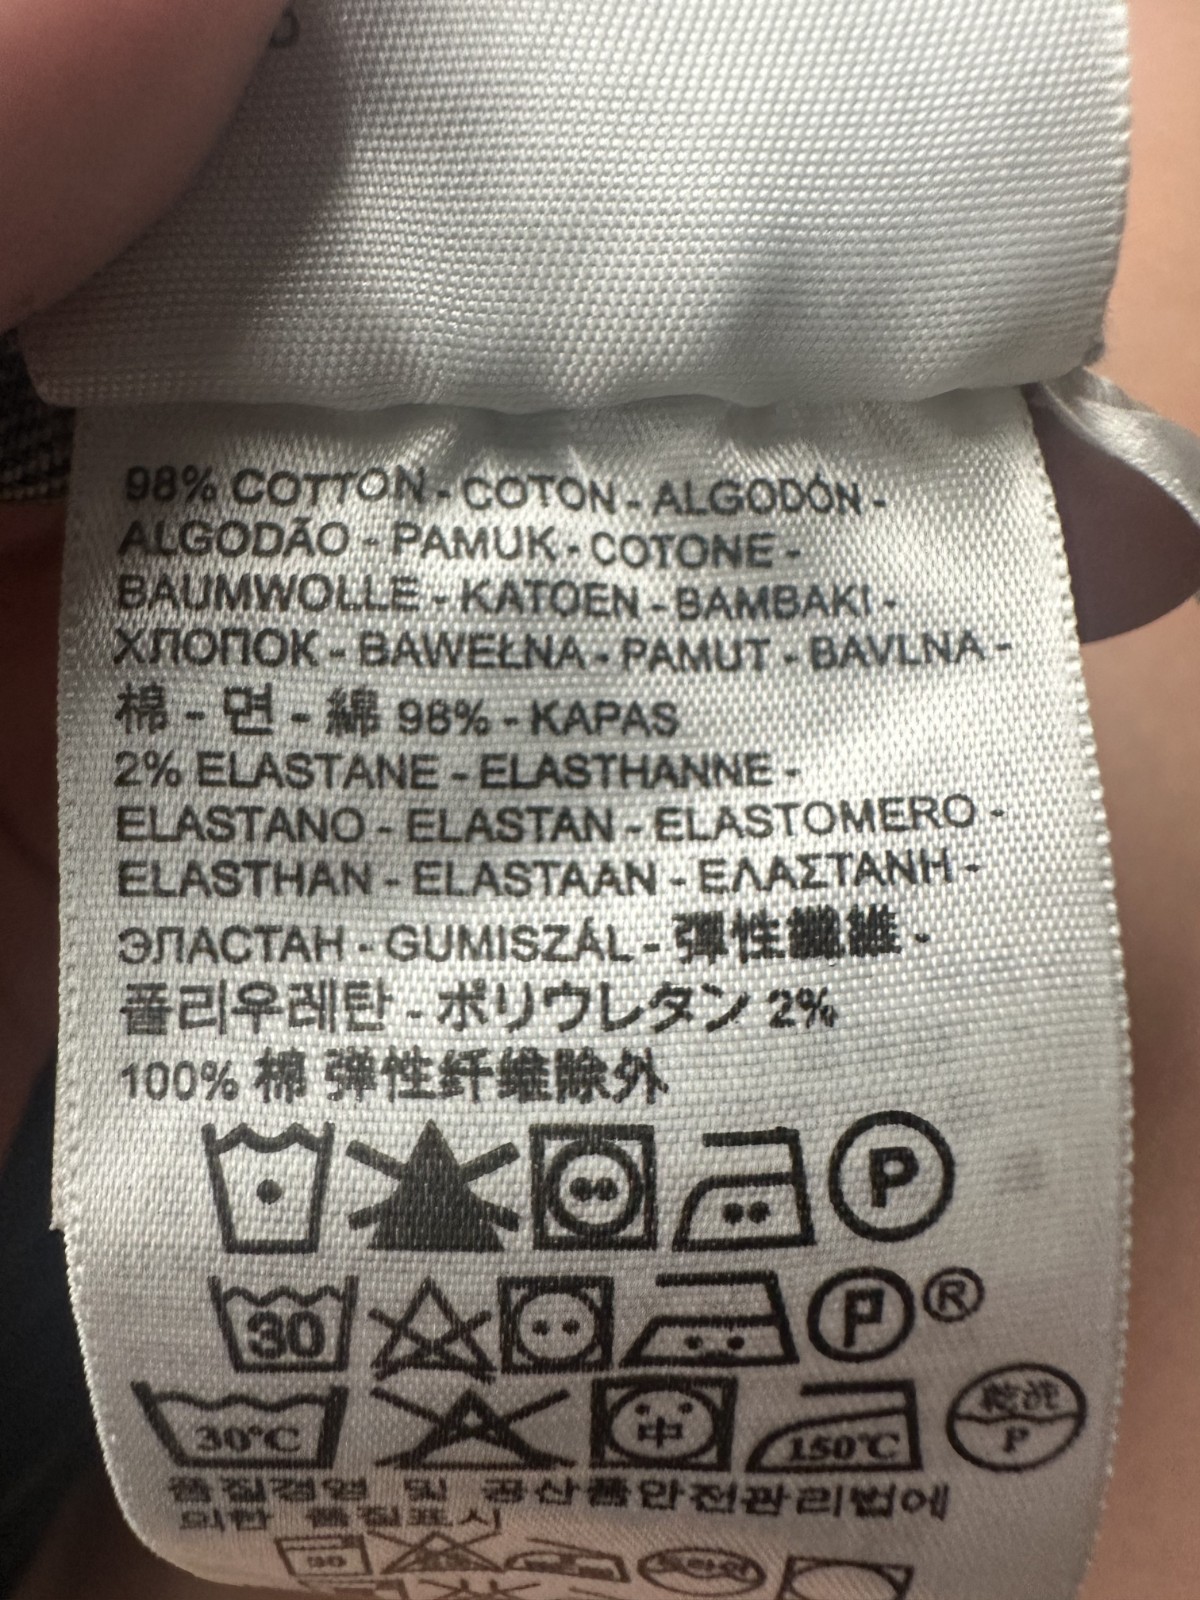 98% COTTON - COTON - ALGODÓN -
ALGODÃO - PAMUK - COTONE -
BAUMWOLLE - KATOEN - BAMBAKI -
ХЛОПОК - BAWEŁNA - PAMUT - BAVLNA -
棉 - 면 - 綿 98% - KAPAS
2% ELASTANE - ELASTHANNE -
ELASTANO - ELASTAN - ELASTOMERO -
ELASTHAN - ELASTAAN - ΕΛΑΣΤΑΝΗ -
ЭЛАСТАН - GUMISZÁL - 彈性纖維 -
폴리우레탄 - ポリウレタン 2%
100% 棉 弹性纤维除外
P
30 P ®
30°C 中 150°C 乾洗 P
품질경영 및 공산품안전관리법에
의한 품질표시
30